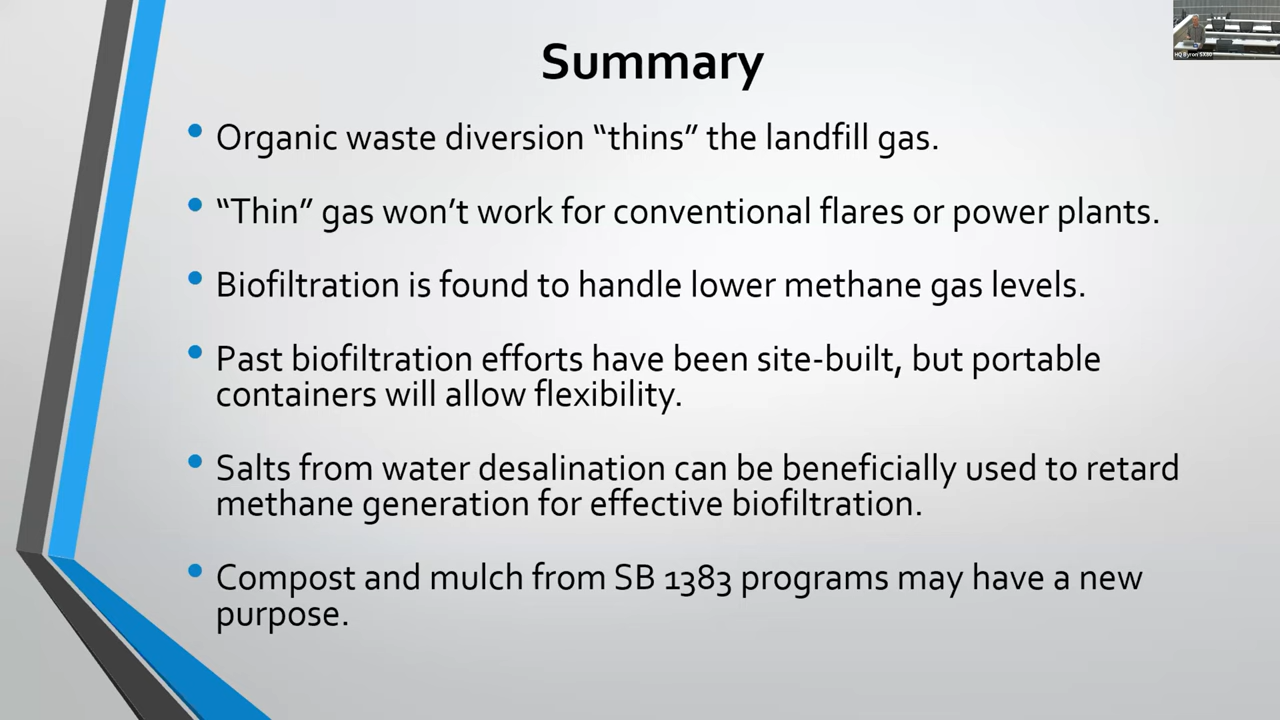 Summary
Organic waste diversion “thins” the landfill gas.
“Thin” gas won’t work for conventional flares or power plants.
Biofiltration is found to handle lower methane gas levels.
Past biofiltration efforts have been site-built, but portable
containers will allow flexibility.
Salts from water desalination can be beneficially used to retard
methane generation for effective biofiltration.
Compost and mulch from SB 1383 programs may have a new
purpose.